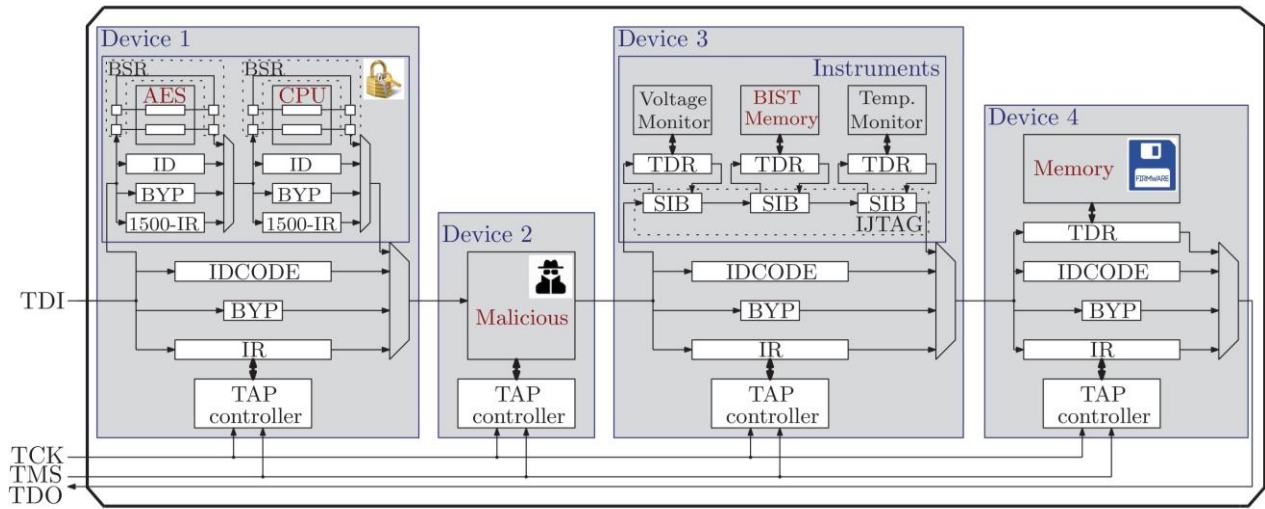 Device 1
BSR
BSR
AES
CPU
ID
ID
BYP
BYP
1500-IR
1500-IR
IDCODE
BYP
IR
TAP
controller
Device 2
Malicious
TAP
controller
Device 3
Instruments
Voltage
Monitor
BIST
Memory
Temp.
Monitor
TDR
TDR
TDR
SIB
SIB
SIB
IJTAG
IDCODE
BYP
IR
TAP
controller
Device 4
Memory
FIRMWARE
TDR
IDCODE
BYP
IR
TAP
controller
TDI
TCK
TMS
TDO